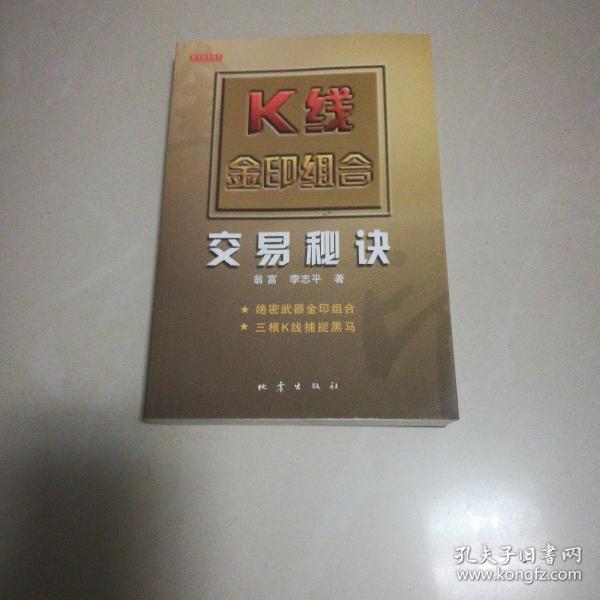 K线
金印组合
交易秘诀
翁富 李志平 著
★ 绝密武器金印组合
★ 三根K线捕捉黑马
地震出版社
孔夫子旧书网
www.kongfz.com